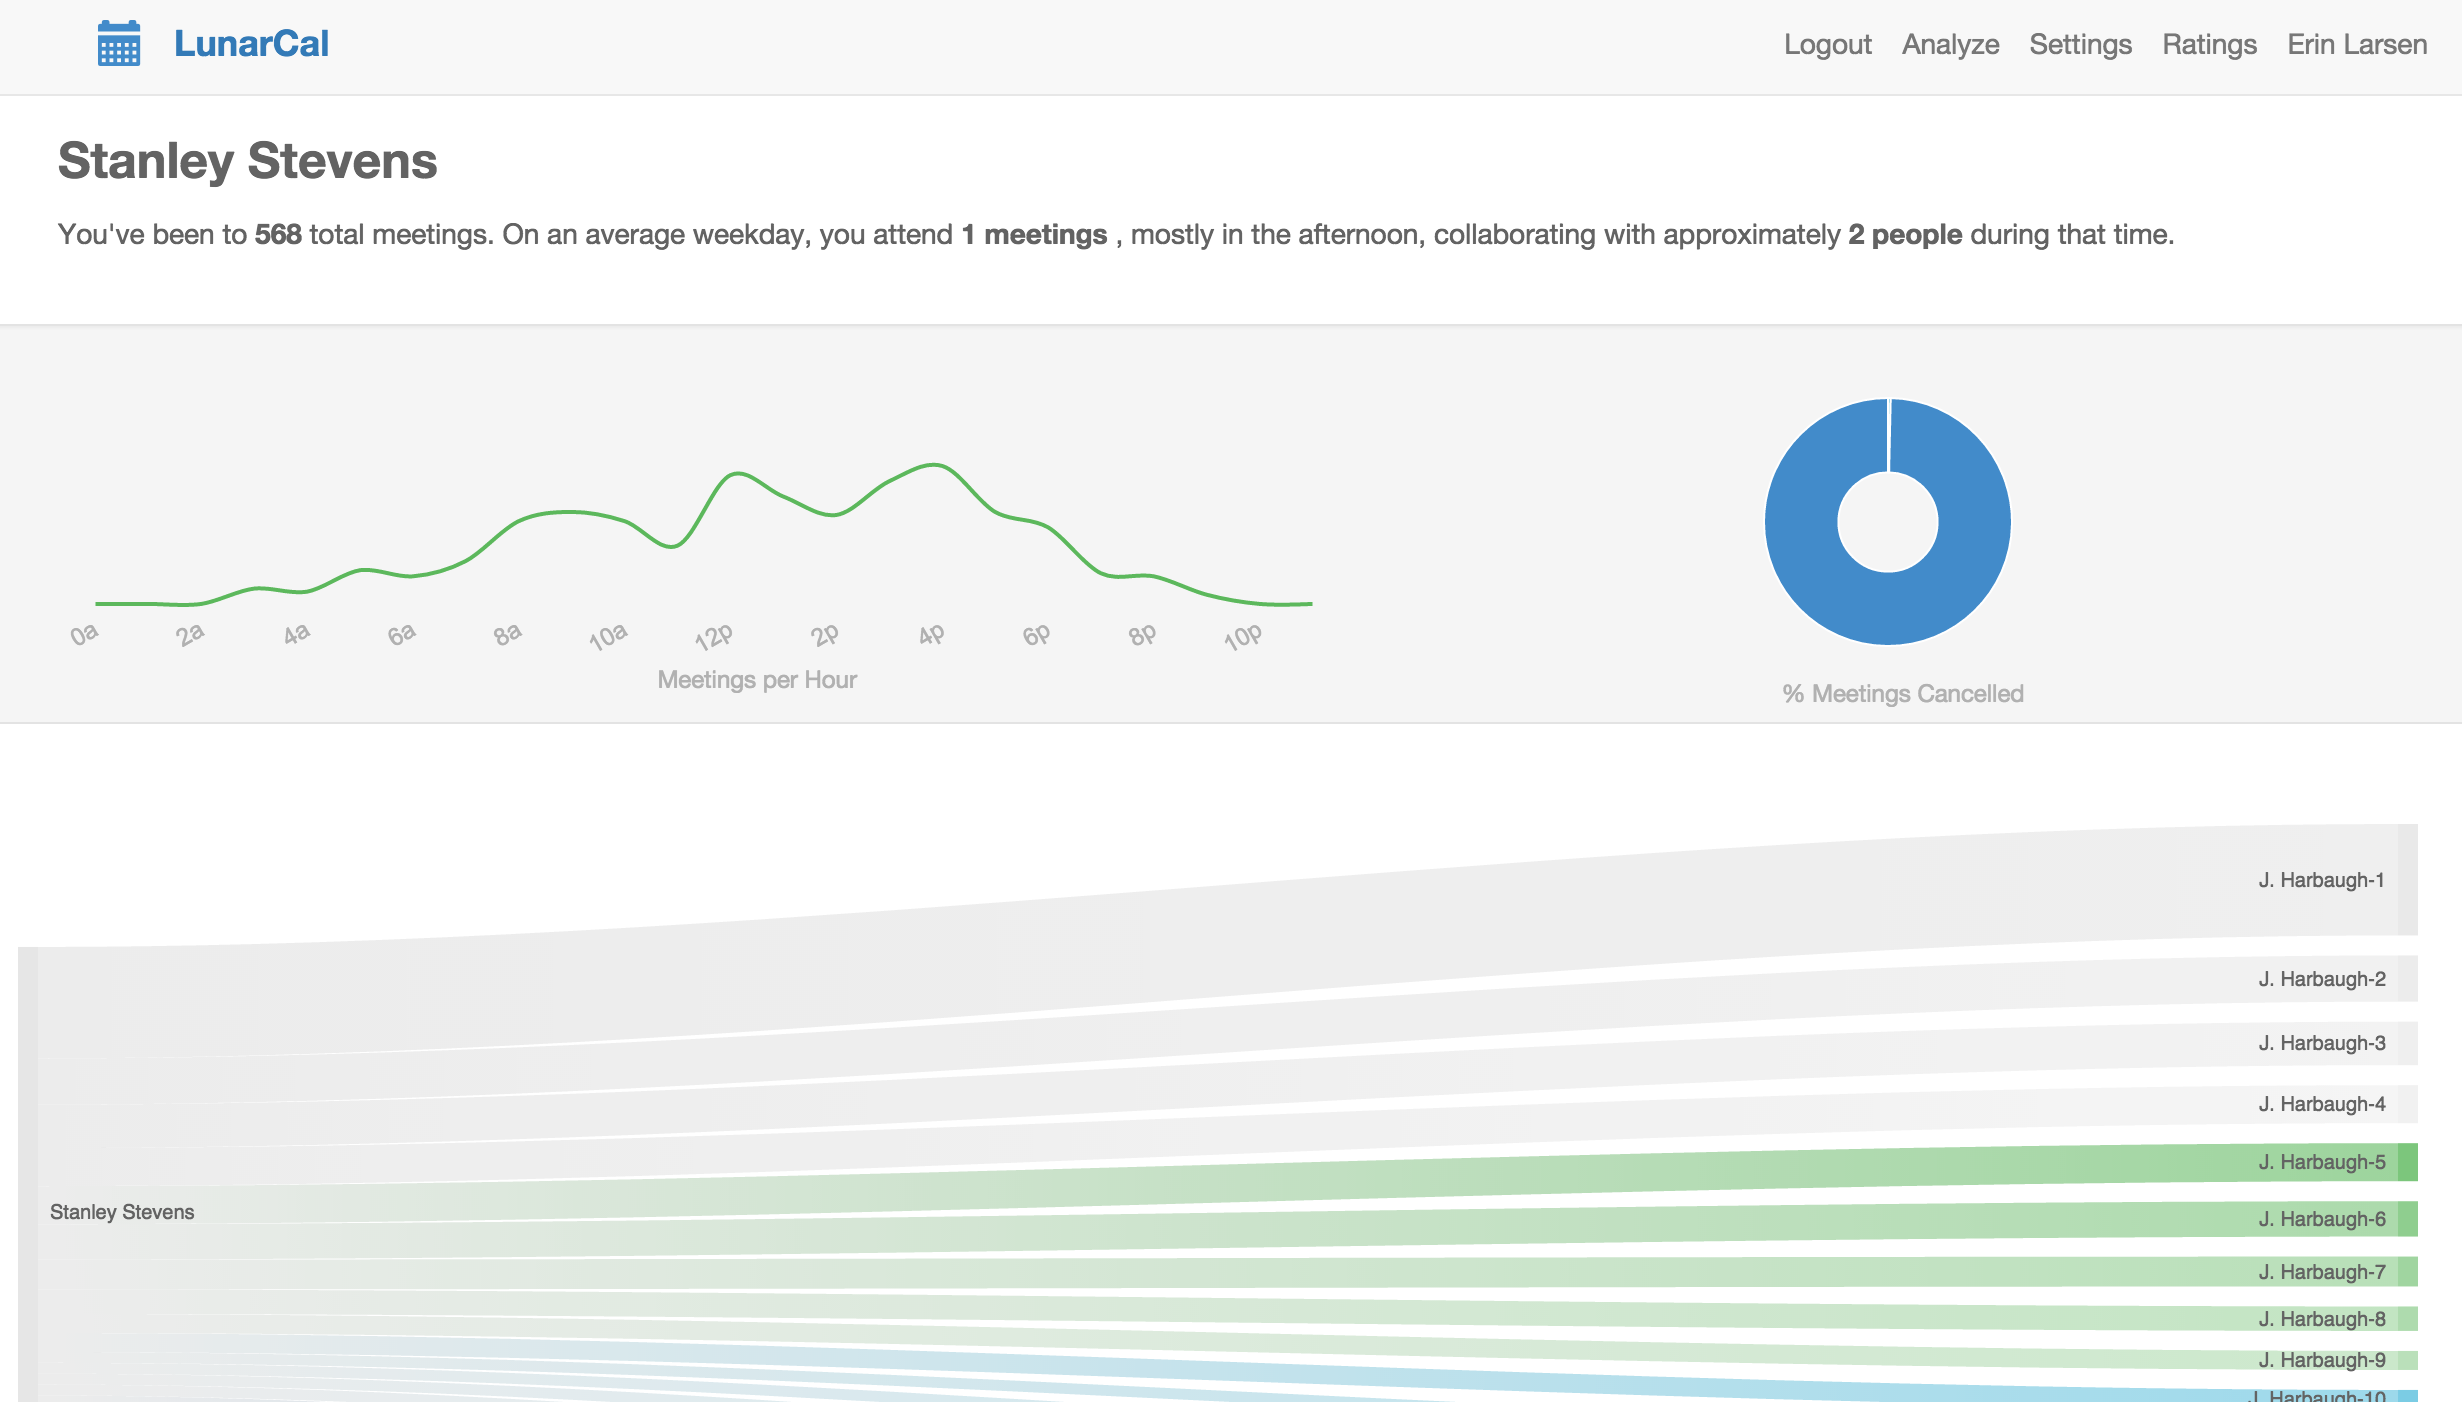 LunarCal
Logout Analyze Settings Ratings Erin Larsen
Stanley Stevens
You've been to 568 total meetings. On an average weekday, you attend 1 meetings , mostly in the afternoon, collaborating with approximately 2 people during that time.
0a 2a 4a 6a 8a 10a 12p 2p 4p 6p 8p 10p
Meetings per Hour
% Meetings Cancelled
J. Harbaugh-1
J. Harbaugh-2
J. Harbaugh-3
J. Harbaugh-4
J. Harbaugh-5
Stanley Stevens
J. Harbaugh-6
J. Harbaugh-7
J. Harbaugh-8
J. Harbaugh-9
J. Harbaugh-10